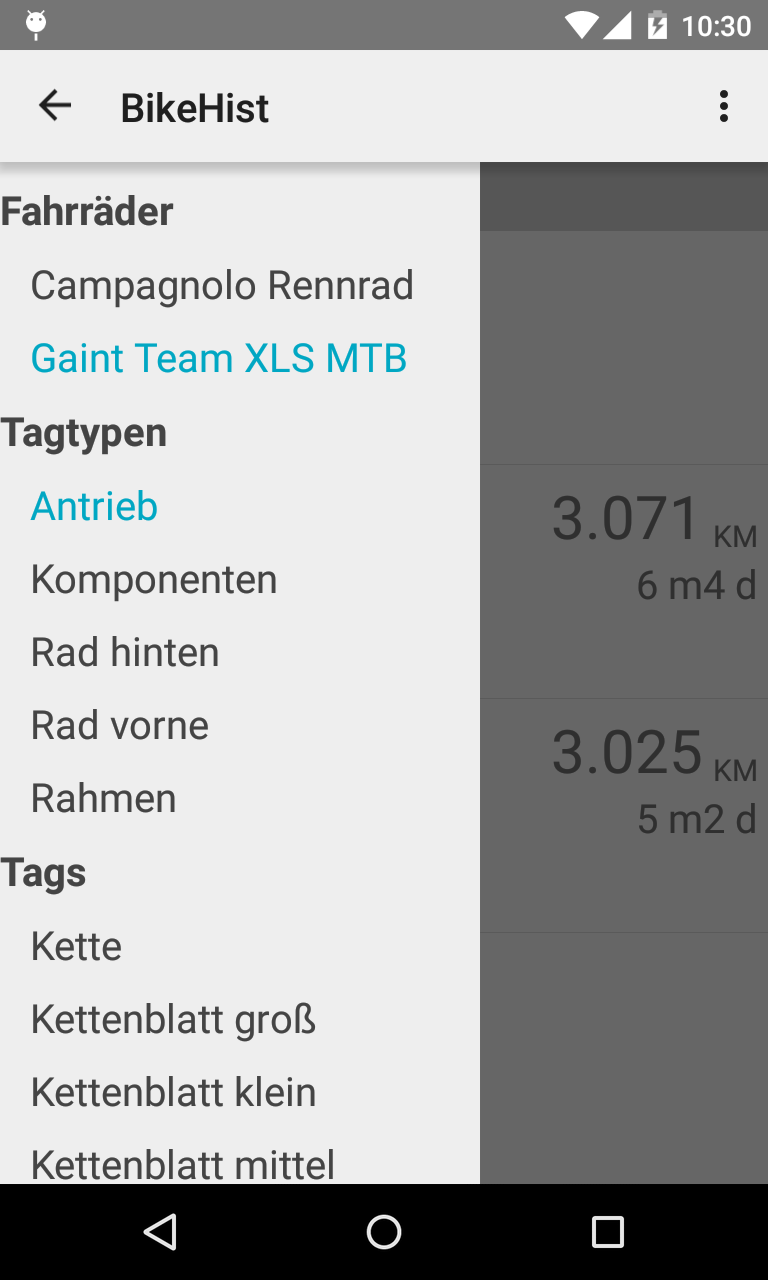 10:30
BikeHist
Fahrräder
Campagnolo Rennrad
Gaint Team XLS MTB
Tagtypen
Antrieb
Komponenten
Rad hinten
Rad vorne
Rahmen
Tags
Kette
Kettenblatt groß
Kettenblatt klein
Kettenblatt mittel
3.071 KM
6 m4 d
3.025 KM
5 m2 d